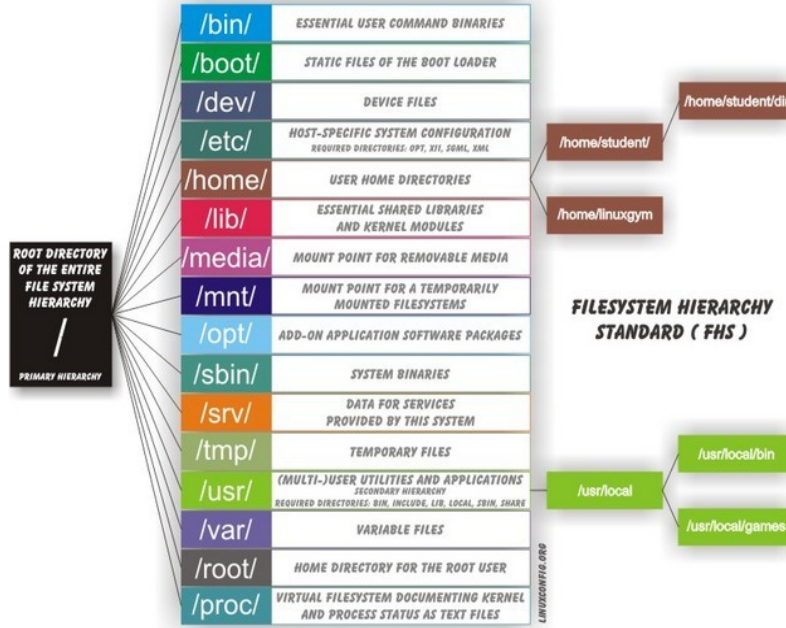 ROOT DIRECTORY
OF THE ENTIRE
FILE SYSTEM
HIERARCHY
/
PRIMARY HIERARCHY
/bin/
ESSENTIAL USER COMMAND BINARIES
/boot/
STATIC FILES OF THE BOOT LOADER
/dev/
DEVICE FILES
/etc/
HOST-SPECIFIC SYSTEM CONFIGURATION
REQUIRED DIRECTORIES: OPT, XII, SGML, XML
/home/
USER HOME DIRECTORIES
/lib/
ESSENTIAL SHARED LIBRARIES
AND KERNEL MODULES
/media/
MOUNT POINT FOR REMOVABLE MEDIA
/mnt/
MOUNT POINT FOR A TEMPORARILY
MOUNTED FILESYSTEMS
/opt/
ADD-ON APPLICATION SOFTWARE PACKAGES
/sbin/
SYSTEM BINARIES
/srv/
DATA FOR SERVICES
PROVIDED BY THIS SYSTEM
/tmp/
TEMPORARY FILES
/usr/
(MULTI-)USER UTILITIES AND APPLICATIONS
SECONDARY HIERARCHY
REQUIRED DIRECTORIES: BIN, INCLUDE, LIB, LOCAL, SBIN, SHARE
/var/
VARIABLE FILES
/root/
HOME DIRECTORY FOR THE ROOT USER
/proc/
VIRTUAL FILESYSTEM DOCUMENTING KERNEL
AND PROCESS STATUS AS TEXT FILES
/home/student/
/home/student/dir
/home/linuxgym
FILESYSTEM HIERARCHY
STANDARD ( FHS )
/usr/local
/usr/local/bin
/usr/local/games
LINUXCONFIG.ORG